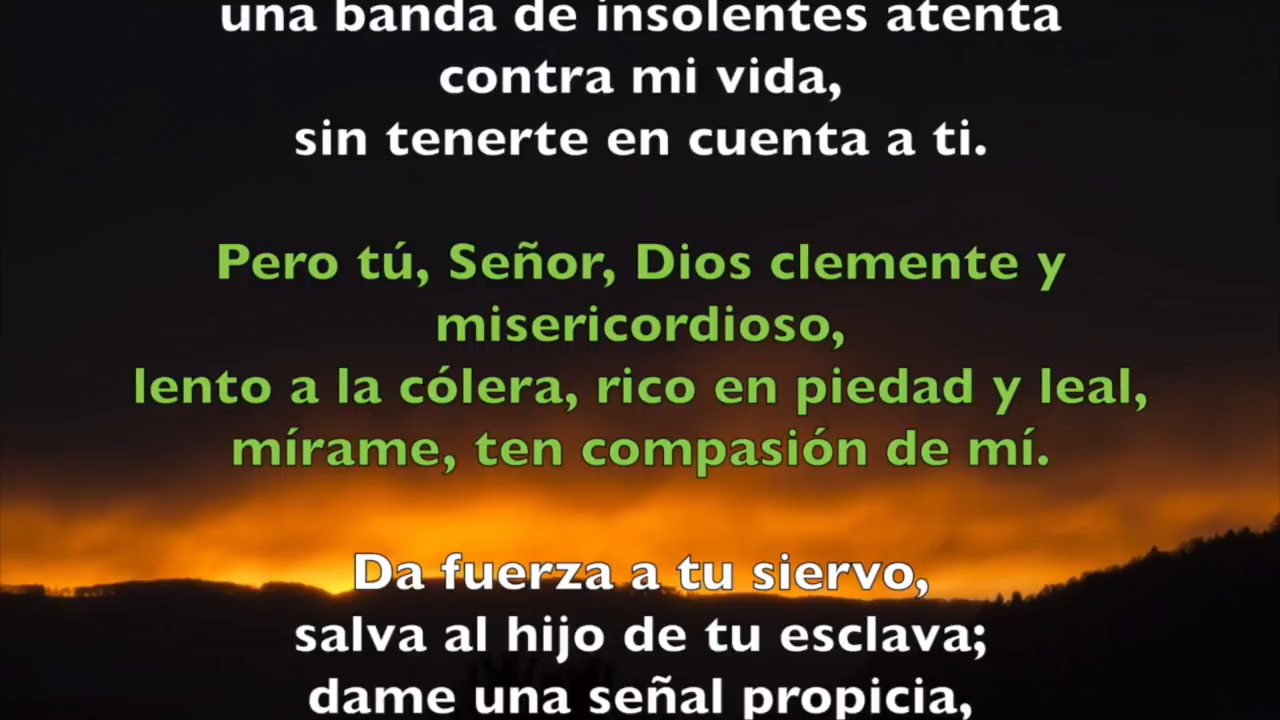 una banda de insolentes atenta
contra mi vida,
sin tenerte en cuenta a ti.
Pero tú, Señor, Dios clemente y
misericordioso,
lento a la cólera, rico en piedad y leal,
mírame, ten compasión de mí.
Da fuerza a tu siervo,
salva al hijo de tu esclava;
dame una señal propicia,